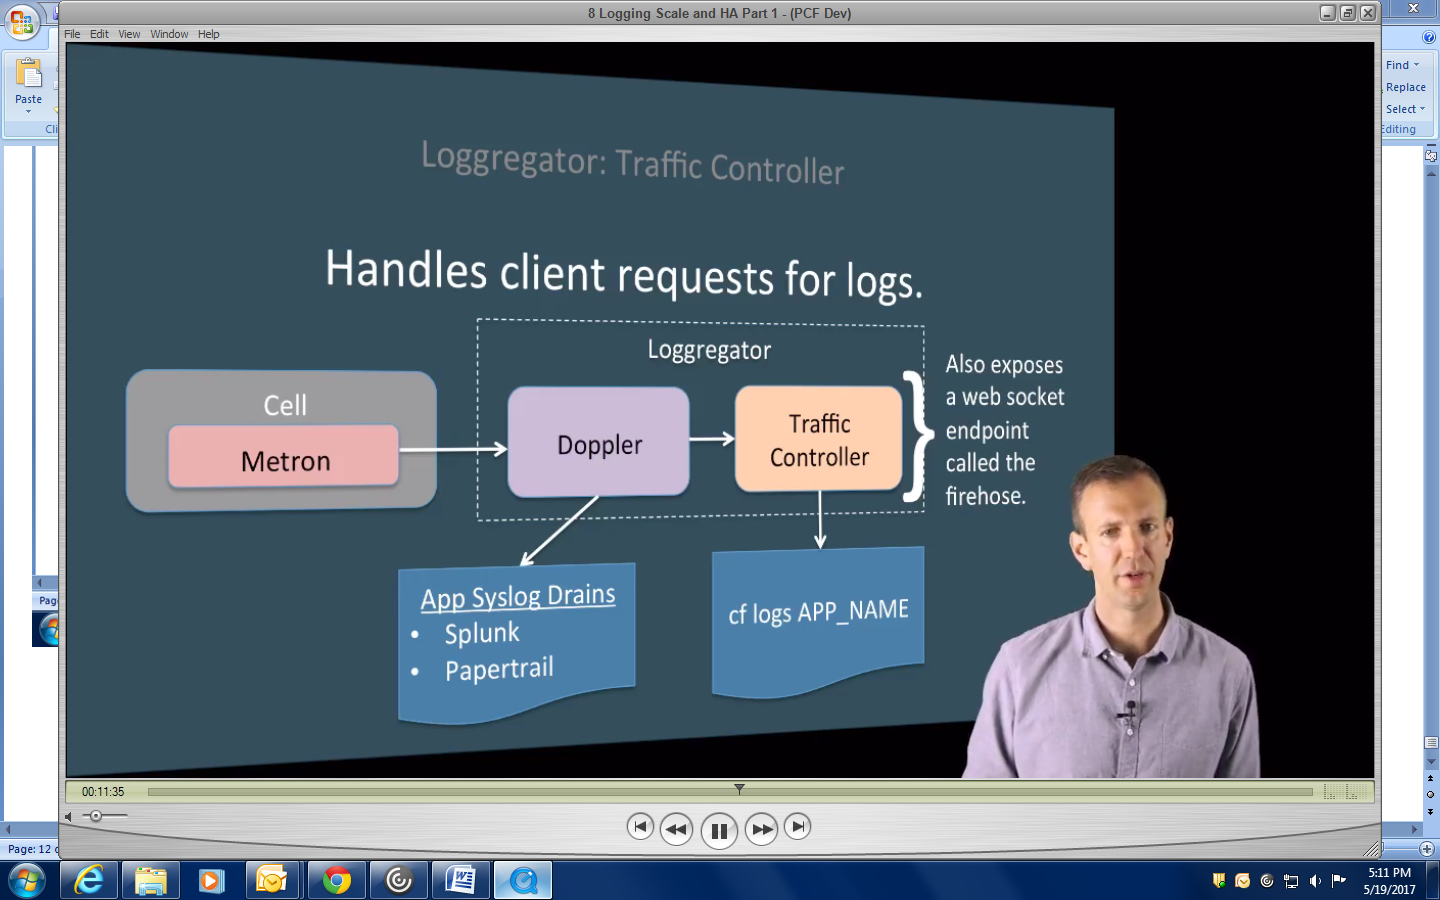 8 Logging Scale and HA Part 1 - (PCF Dev)
File Edit View Window Help
Paste
Find
Replace
Select
Editing
Loggregator: Traffic Controller
Handles client requests for logs.
Loggregator
Cell
Metron
Doppler
Traffic
Controller
Also exposes
a web socket
endpoint
called the
firehose.
App Syslog Drains
• Splunk
• Papertrail
cf logs APP_NAME
00:11:35
Page: 12
5:11 PM
5/19/2017